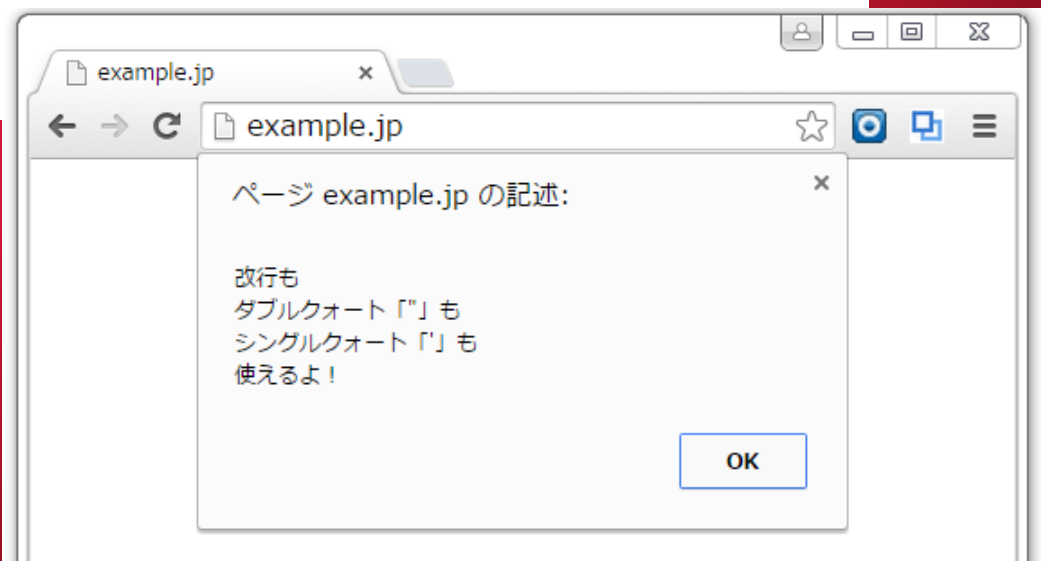 example.jp
example.jp
ページ example.jp の記述:
改行も
ダブルクォート「"」も
シングルクォート「'」も
使えるよ！
OK